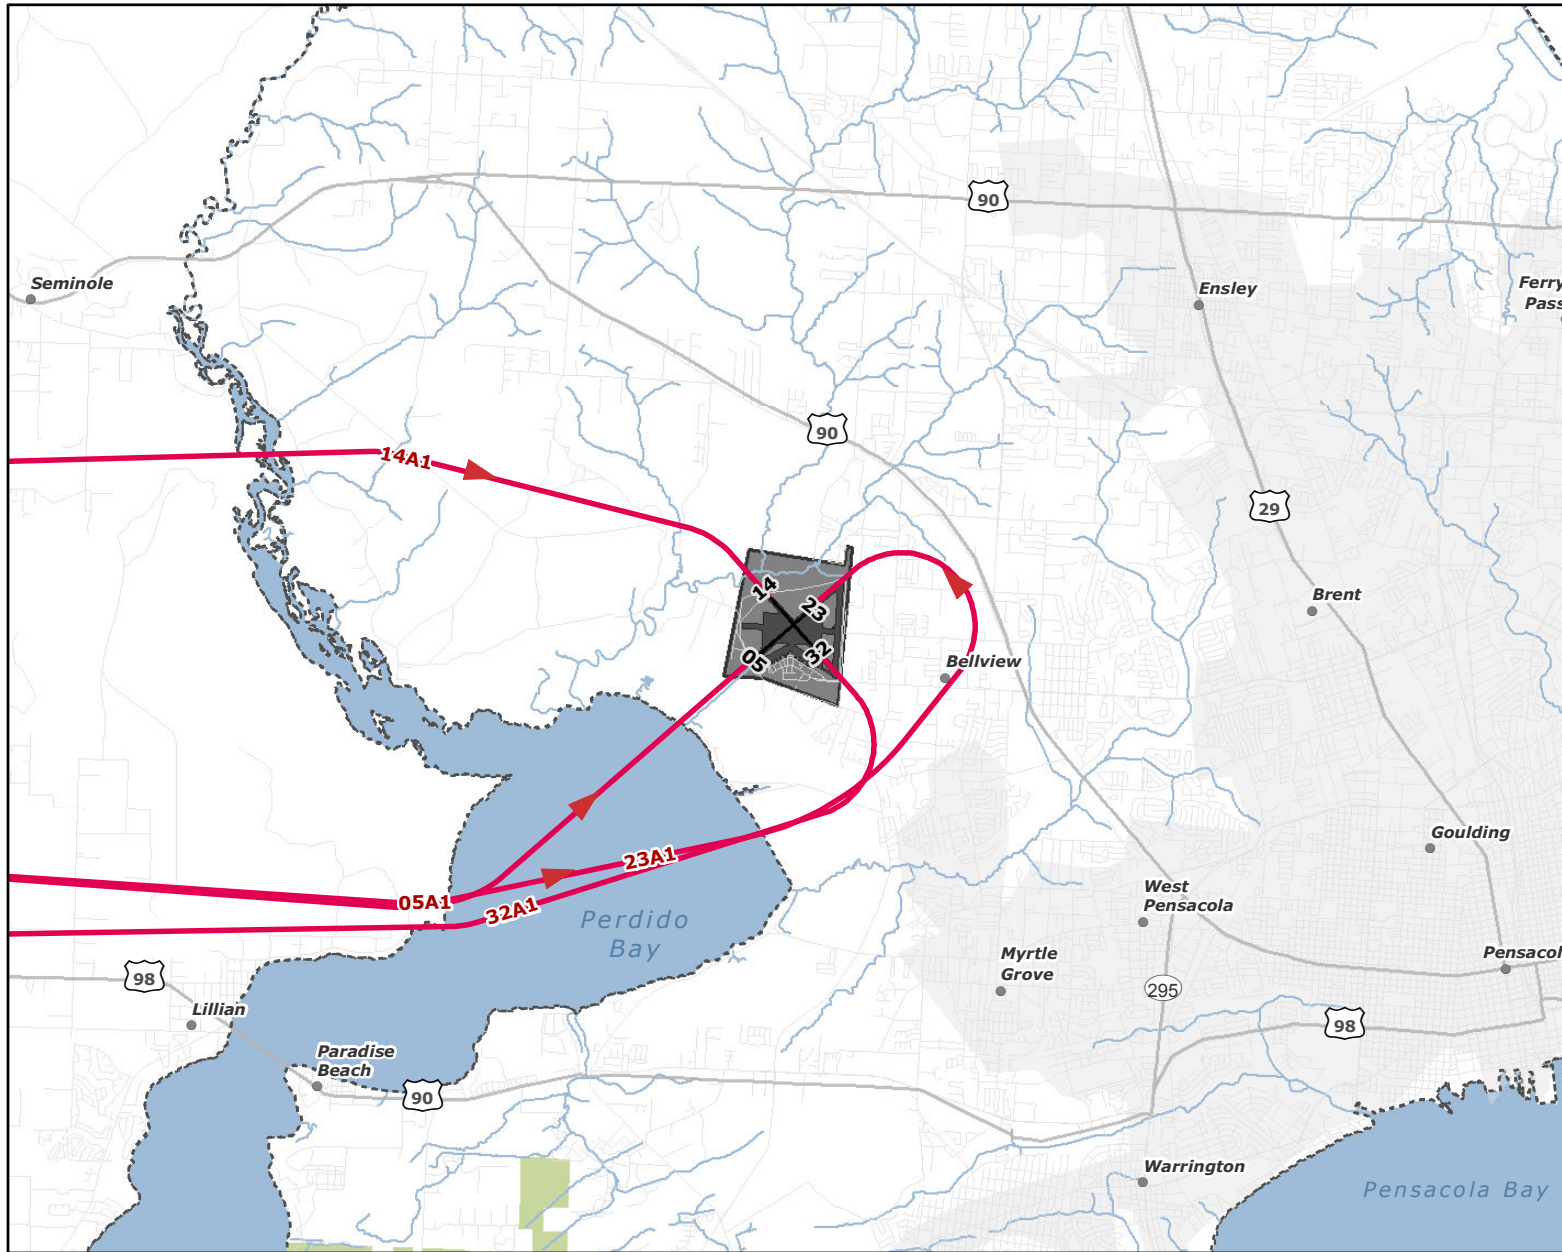 90
Seminole
Ensley
Ferry
Pass
90
14A1
29
14
23
Brent
05
32
Bellview
Goulding
23A1
05A1
32A1
West
Pensacola
Perdido
Bay
Myrtle
Grove
Pensacol
98
295
Lillian
98
Paradise
Beach
90
Warrington
Pensacola Bay